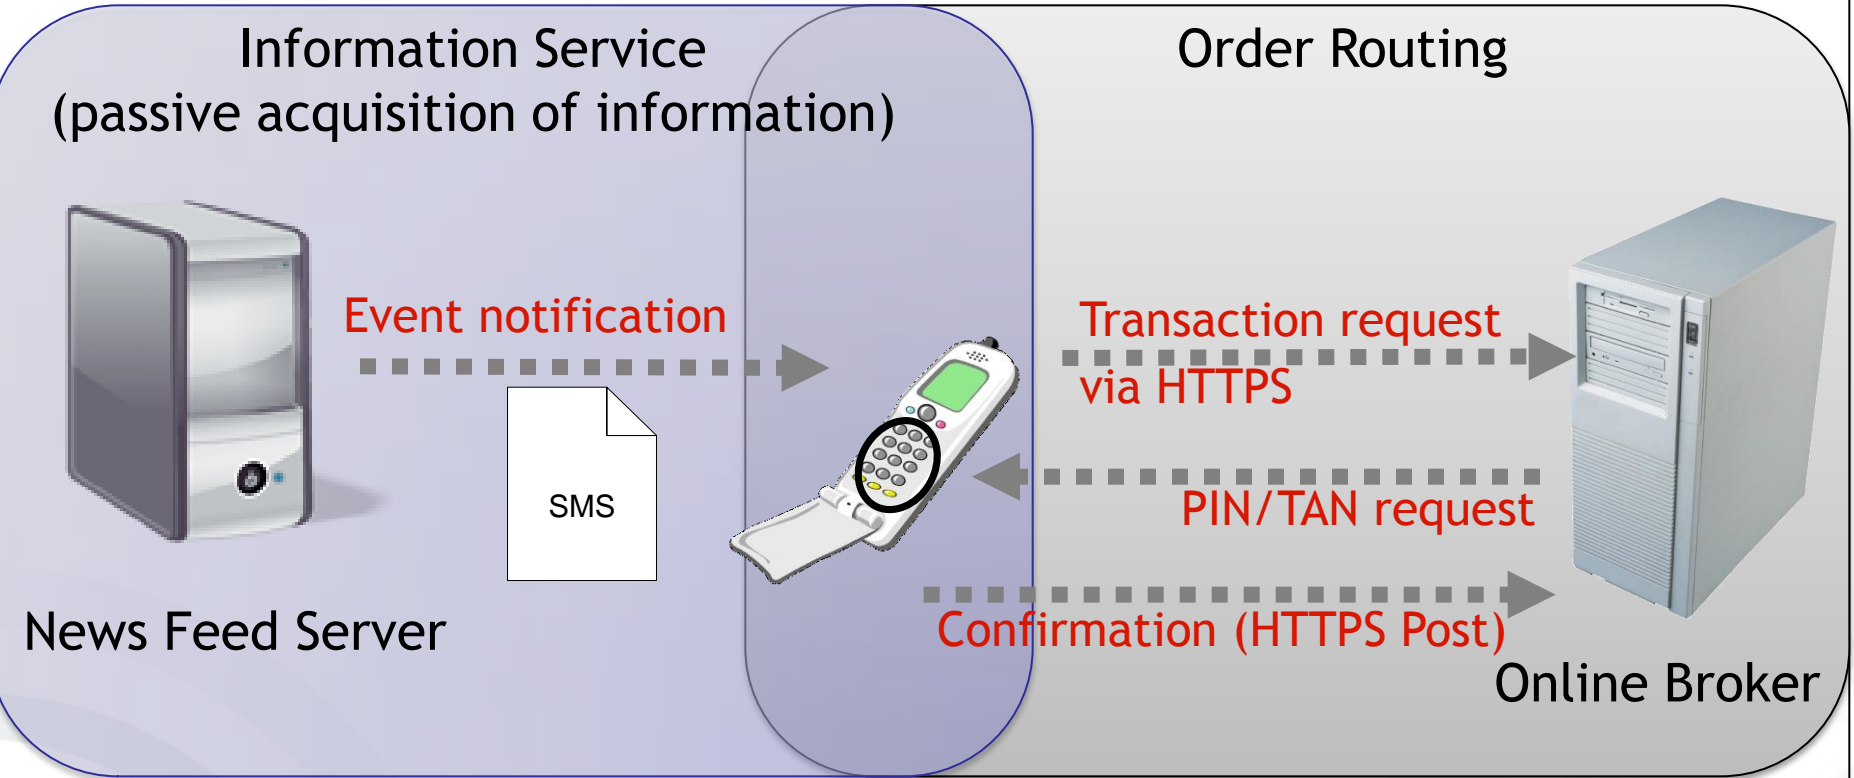 Information Service
(passive acquisition of information)
Order Routing
Event notification
Transaction request
via HTTPS
SMS
PIN/TAN request
Confirmation (HTTPS Post)
News Feed Server
Online Broker